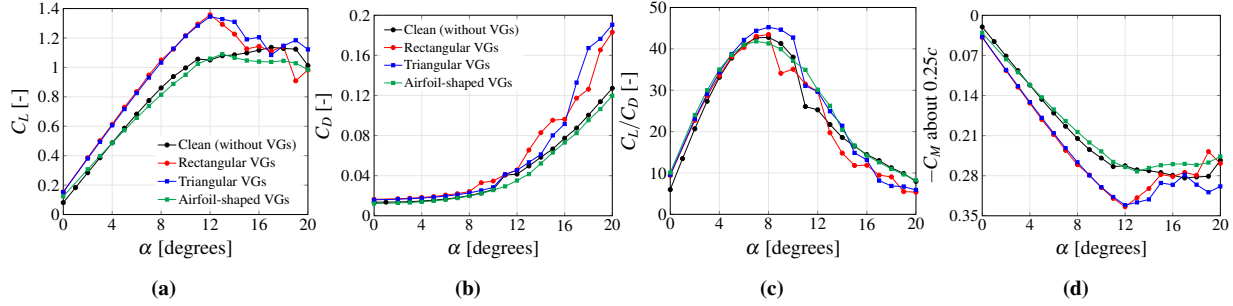 1.4
1.2
1
0.8
0.6
0.4
0.2
0
C_L [-]
0 4 8 12 16 20
α [degrees]
Clean (without VGs)
Rectangular VGs
Triangular VGs
Airfoil-shaped VGs
(a)
0.2
0.16
0.12
0.08
0.04
0
C_D [-]
0 4 8 12 16 20
α [degrees]
Clean (without VGs)
Rectangular VGs
Triangular VGs
Airfoil-shaped VGs
(b)
50
40
30
20
10
0
C_L/C_D [-]
0 4 8 12 16 20
α [degrees]
(c)
0
0.07
0.14
0.21
0.28
0.35
−C_M about 0.25c
0 4 8 12 16 20
α [degrees]
(d)